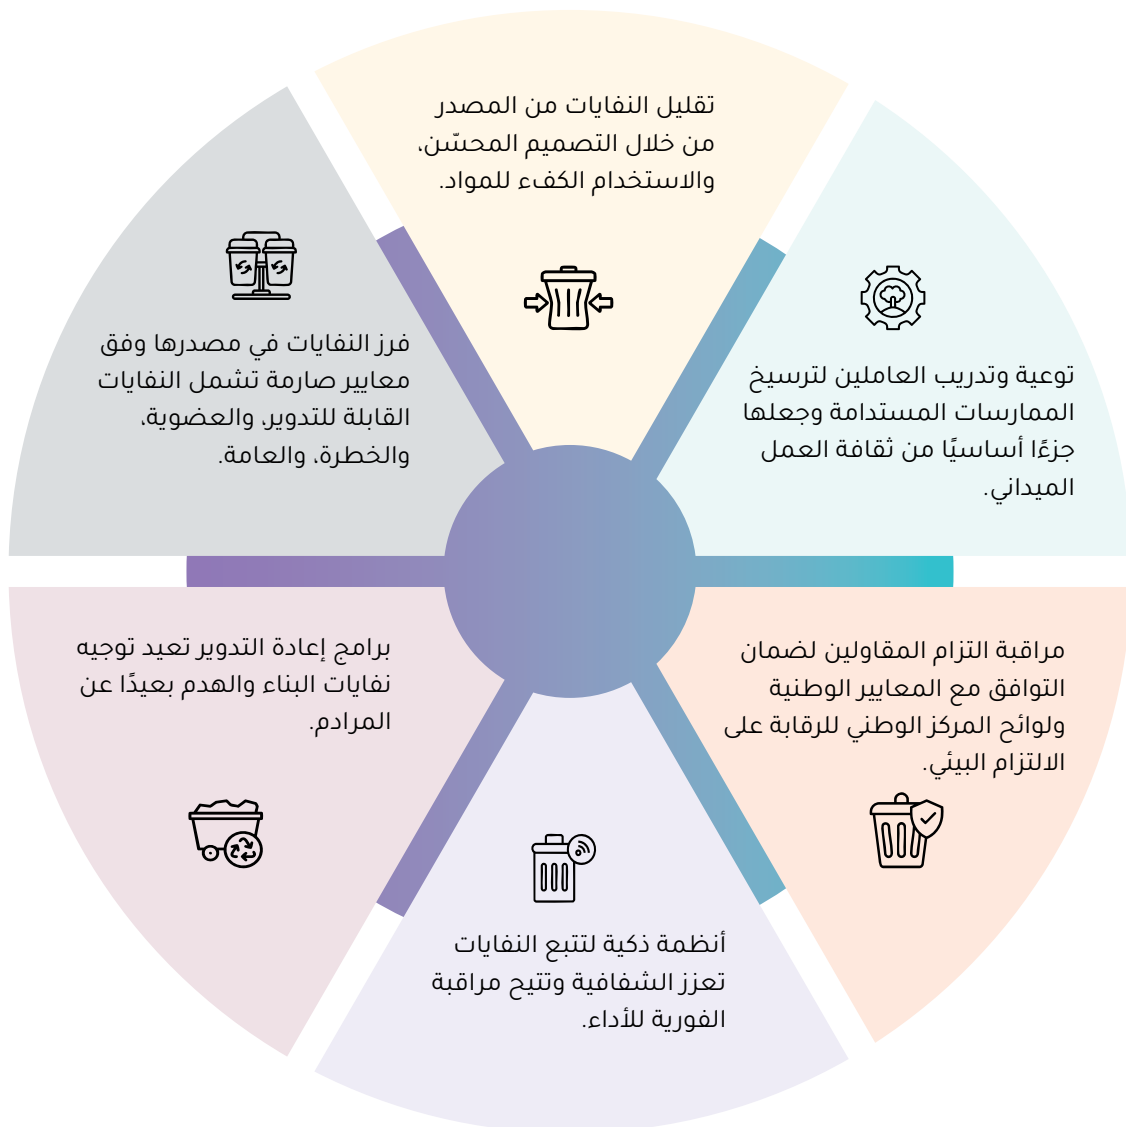 تقليل النفايات من المصدر
من خلال التصميم المحسّن،
والاستخدام الكفء للمواد.
توعية وتدريب العاملين لترسيخ
الممارسات المستدامة وجعلها
جزءًا أساسيًا من ثقافة العمل
الميداني.
مراقبة التزام المقاولين لضمان
التوافق مع المعايير الوطنية
ولوائح المركز الوطني للرقابة على
الالتزام البيئي.
أنظمة ذكية لتتبع النفايات
تعزز الشفافية وتتيح مراقبة
الفورية للأداء.
برامج إعادة التدوير تعيد توجيه
نفايات البناء والهدم بعيدًا عن
المرادم.
فرز النفايات في مصدرها وفق
معايير صارمة تشمل النفايات
القابلة للتدوير، والعضوية،
والخطرة، والعامة.